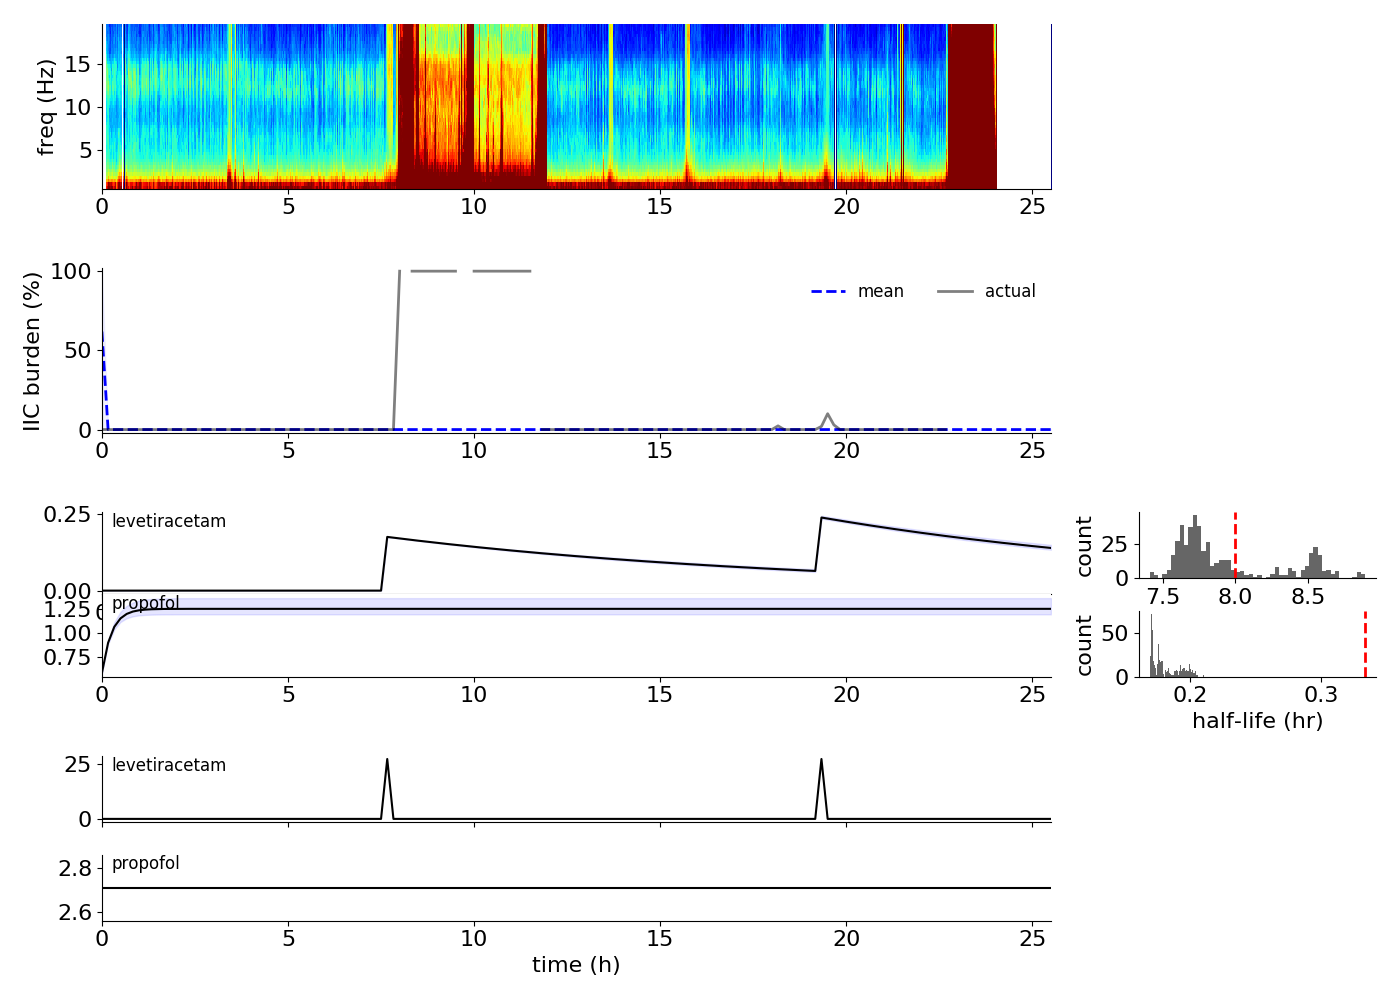 freq (Hz)
15
10
5
0 5 10 15 20 25
IIC burden (%)
100
50
0
mean actual
0 5 10 15 20 25
0.25
levetiracetam
0.00
propofol
1.25
1.00
0.75
0 5 10 15 20 25
count
25
0
7.5 8.0 8.5
count
50
0
0.2 0.3
half-life (hr)
25
levetiracetam
0
2.8
propofol
2.6
0 5 10 15 20 25
time (h)